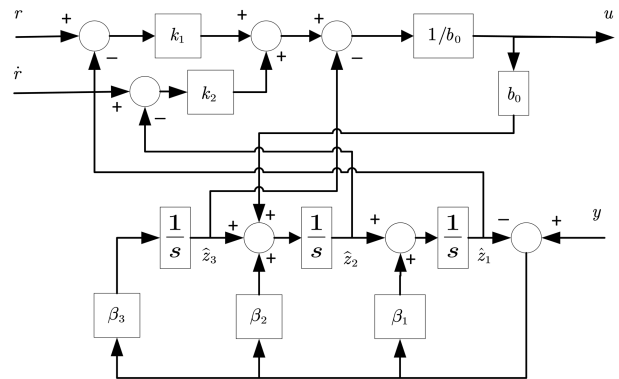 r + k₁ + + 1/b₀ u
− + −
ṙ + k₂ b₀
−
+
1/s + 1/s + 1/s − + y
ẑ₃ + ẑ₂ + ẑ₁
β₃ β₂ β₁